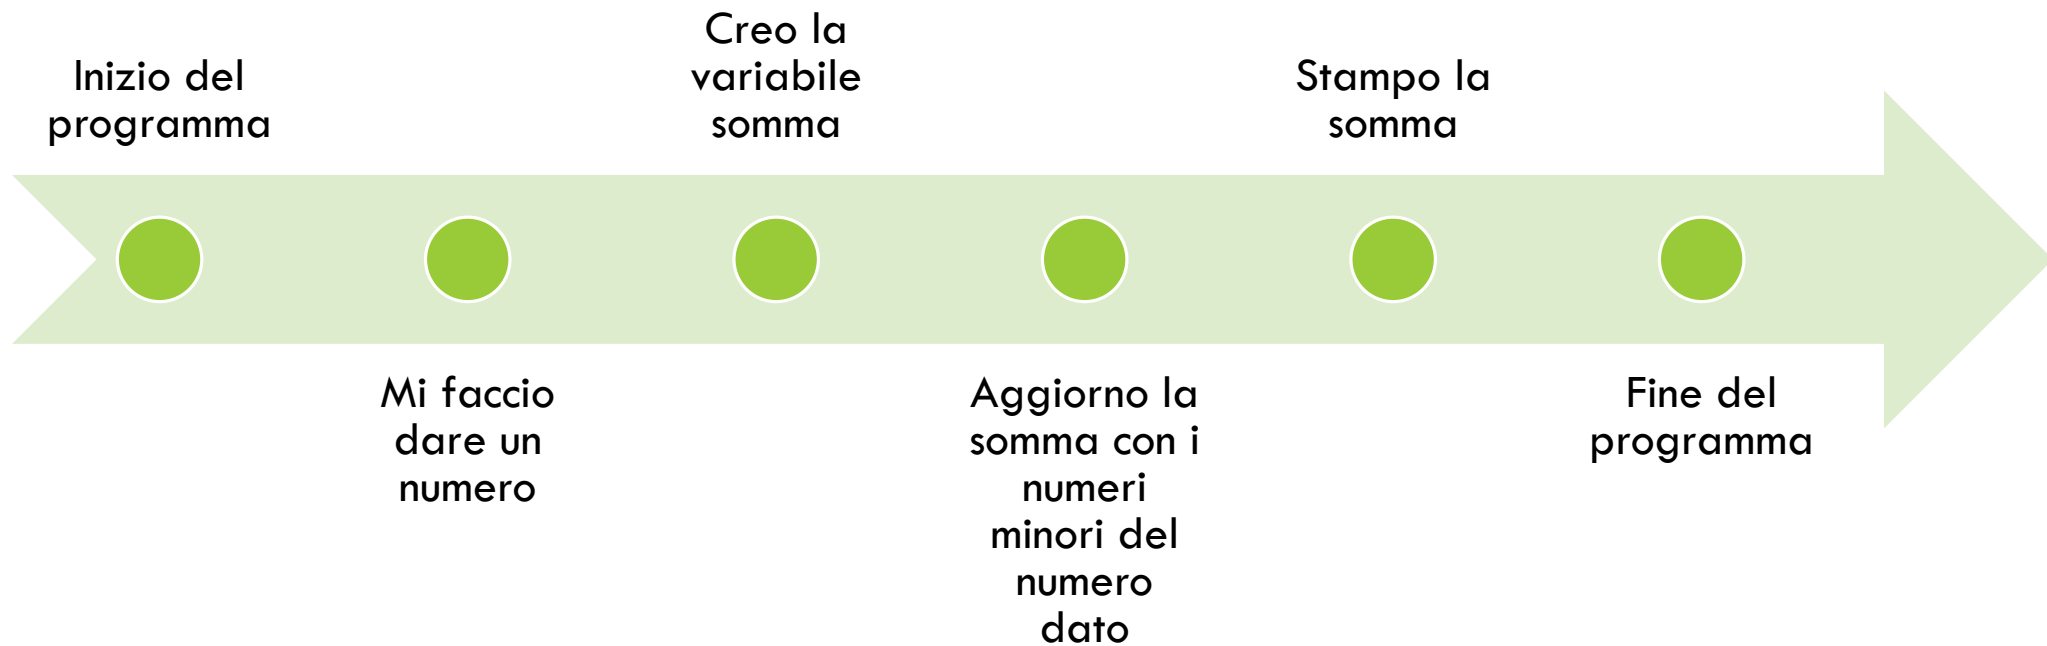 Inizio del
programma
Mi faccio
dare un
numero
Creo la
variabile
somma
Aggiorno la
somma con i
numeri
minori del
numero
dato
Stampo la
somma
Fine del
programma